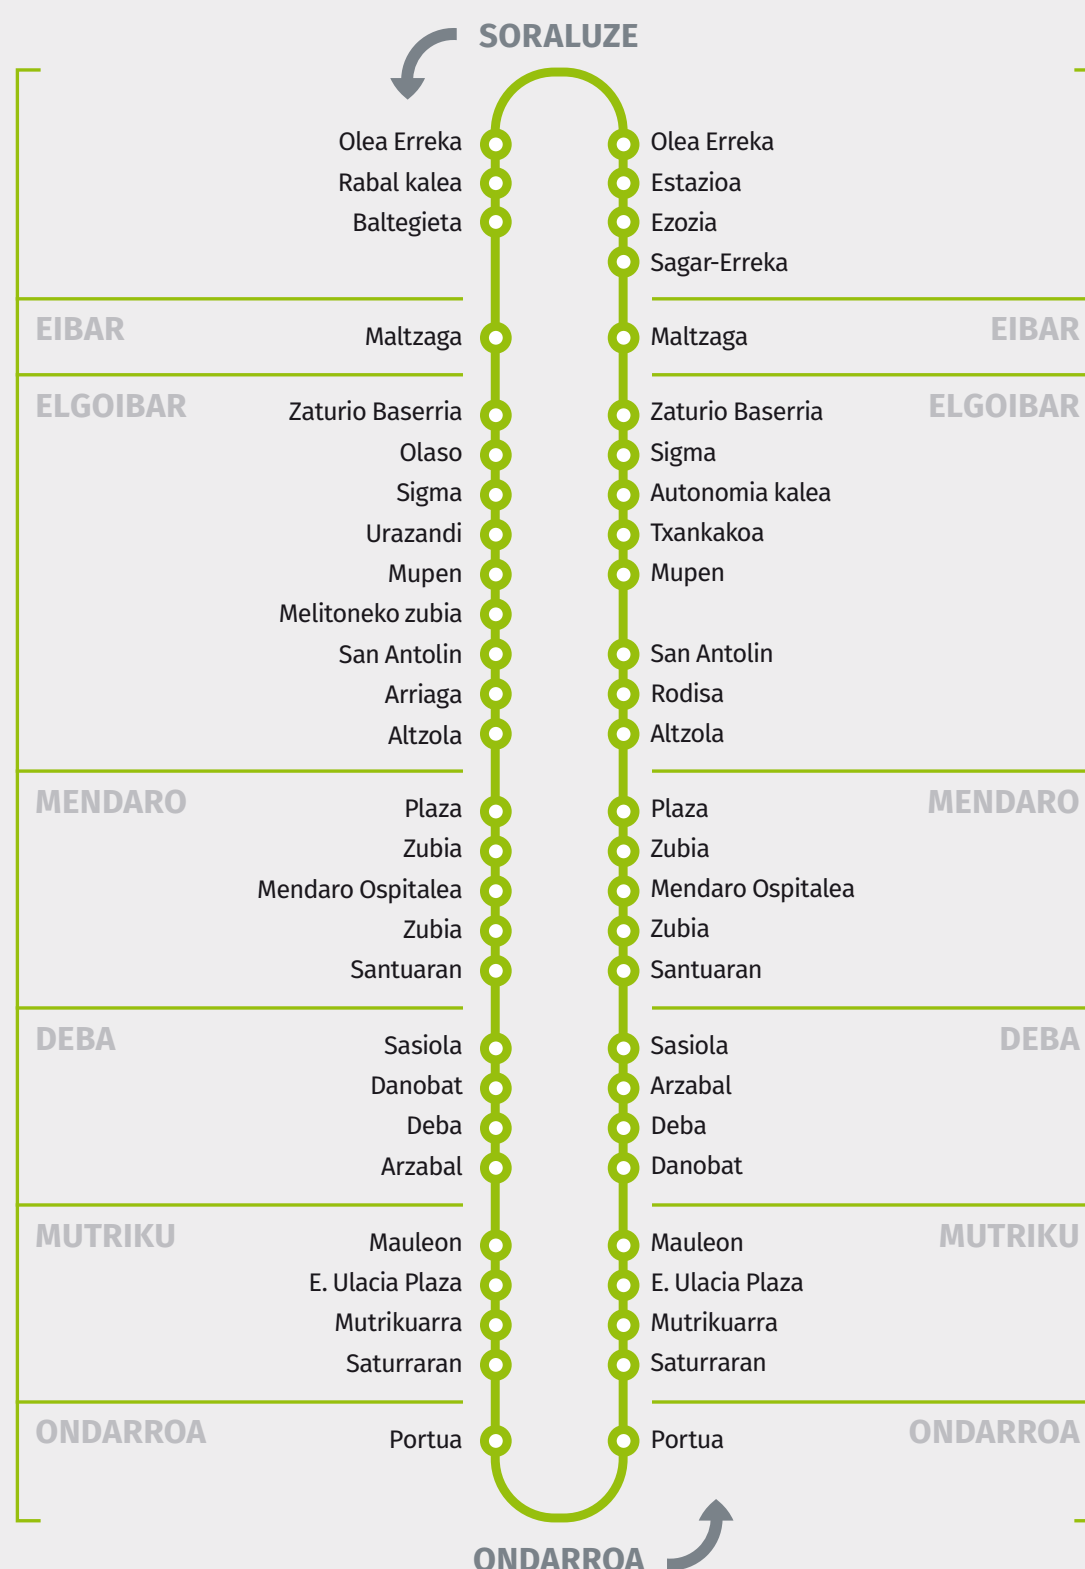 SORALUZE
Olea Erreka Olea Erreka
Rabal kalea Estazioa
Baltegieta Ezozia
Sagar-Erreka
EIBAR Maltzaga Maltzaga EIBAR
ELGOIBAR Zaturio Baserria Zaturio Baserria ELGOIBAR
Olaso Sigma
Sigma Autonomia kalea
Urazandi Txankakoa
Mupen Mupen
Melitoneko zubia
San Antolin San Antolin
Arriaga Rodisa
Altzola Altzola
MENDARO Plaza Plaza MENDARO
Zubia Zubia
Mendaro Ospitalea Mendaro Ospitalea
Zubia Zubia
Santuaran Santuaran
DEBA Sasiola Sasiola DEBA
Danobat Arzabal
Deba Deba
Arzabal Danobat
MUTRIKU Mauleon Mauleon MUTRIKU
E. Ulacia Plaza E. Ulacia Plaza
Mutrikuarra Mutrikuarra
Saturraran Saturraran
ONDARROA Portua Portua ONDARROA
ONDARROA